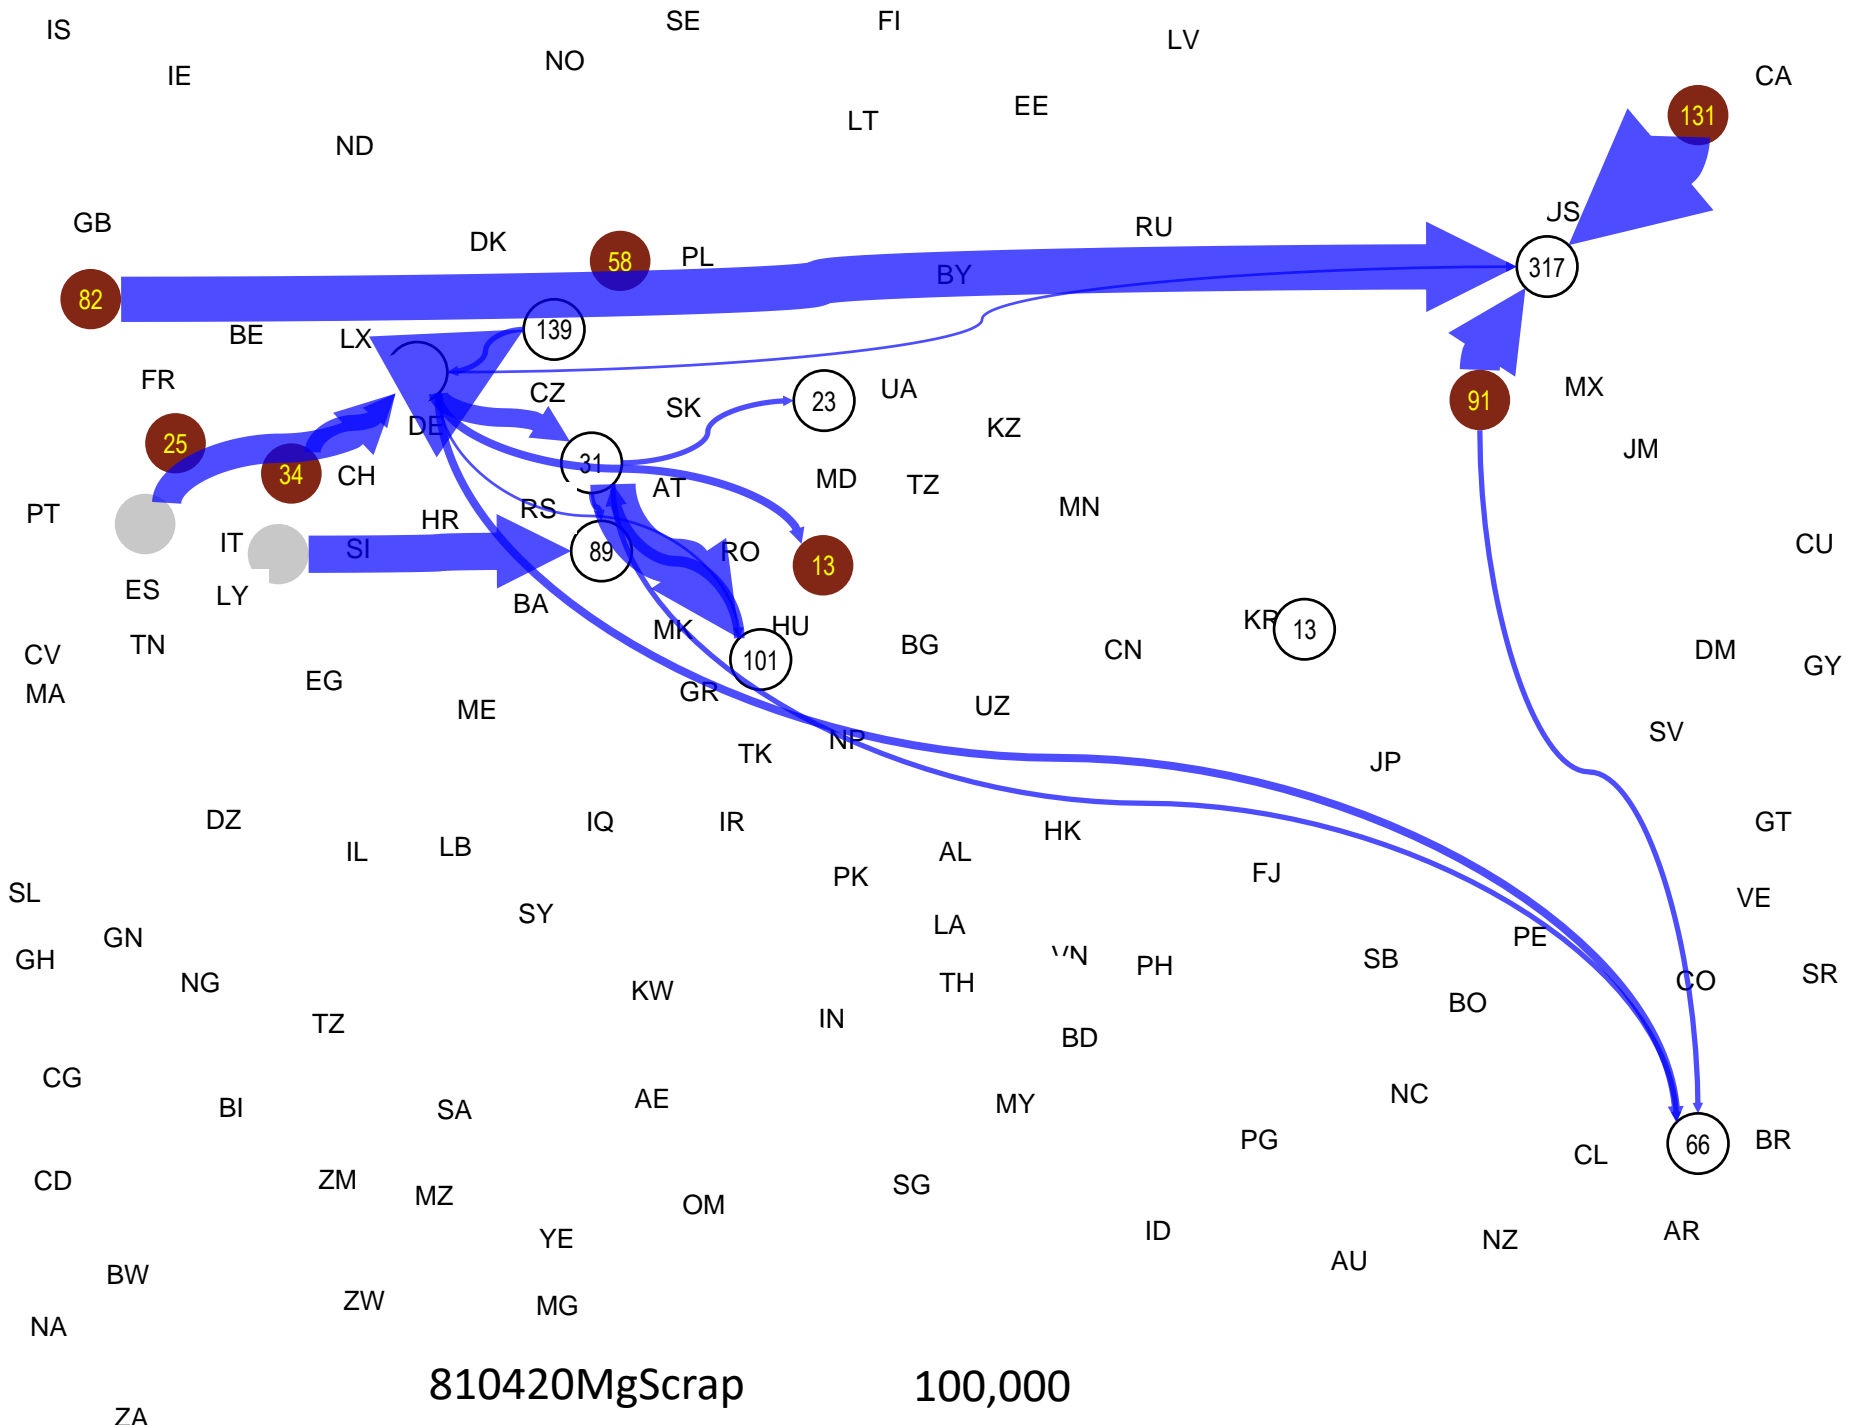 IS
SE
FI
LV
NO
IE
CA
EE
131
LT
ND
GB
JS
RU
DK
58
PL
BY
317
82
139
BE
LX
FR
CZ
UA
MX
23
91
SK
DE
KZ
25
JM
31
34
CH
AT
MD
TZ
RS
MN
PT
HR
IT
SI
89
RO
CU
13
ES
LY
BA
KR
13
MK
HU
TN
BG
CN
DM
CV
101
GY
EG
MA
GR
ME
UZ
SV
NP
TK
JP
DZ
IQ
IR
HK
GT
IL
LB
AL
PK
FJ
SL
VE
SY
LA
GN
PE
GH
VN
PH
SB
SR
NG
KW
TH
CO
BO
IN
TZ
BD
CG
NC
AE
MY
BI
SA
PG
66
BR
CL
CD
ZM
SG
MZ
OM
ID
AR
YE
NZ
AU
BW
ZW
MG
NA
810420MgScrap 100,000
ZA